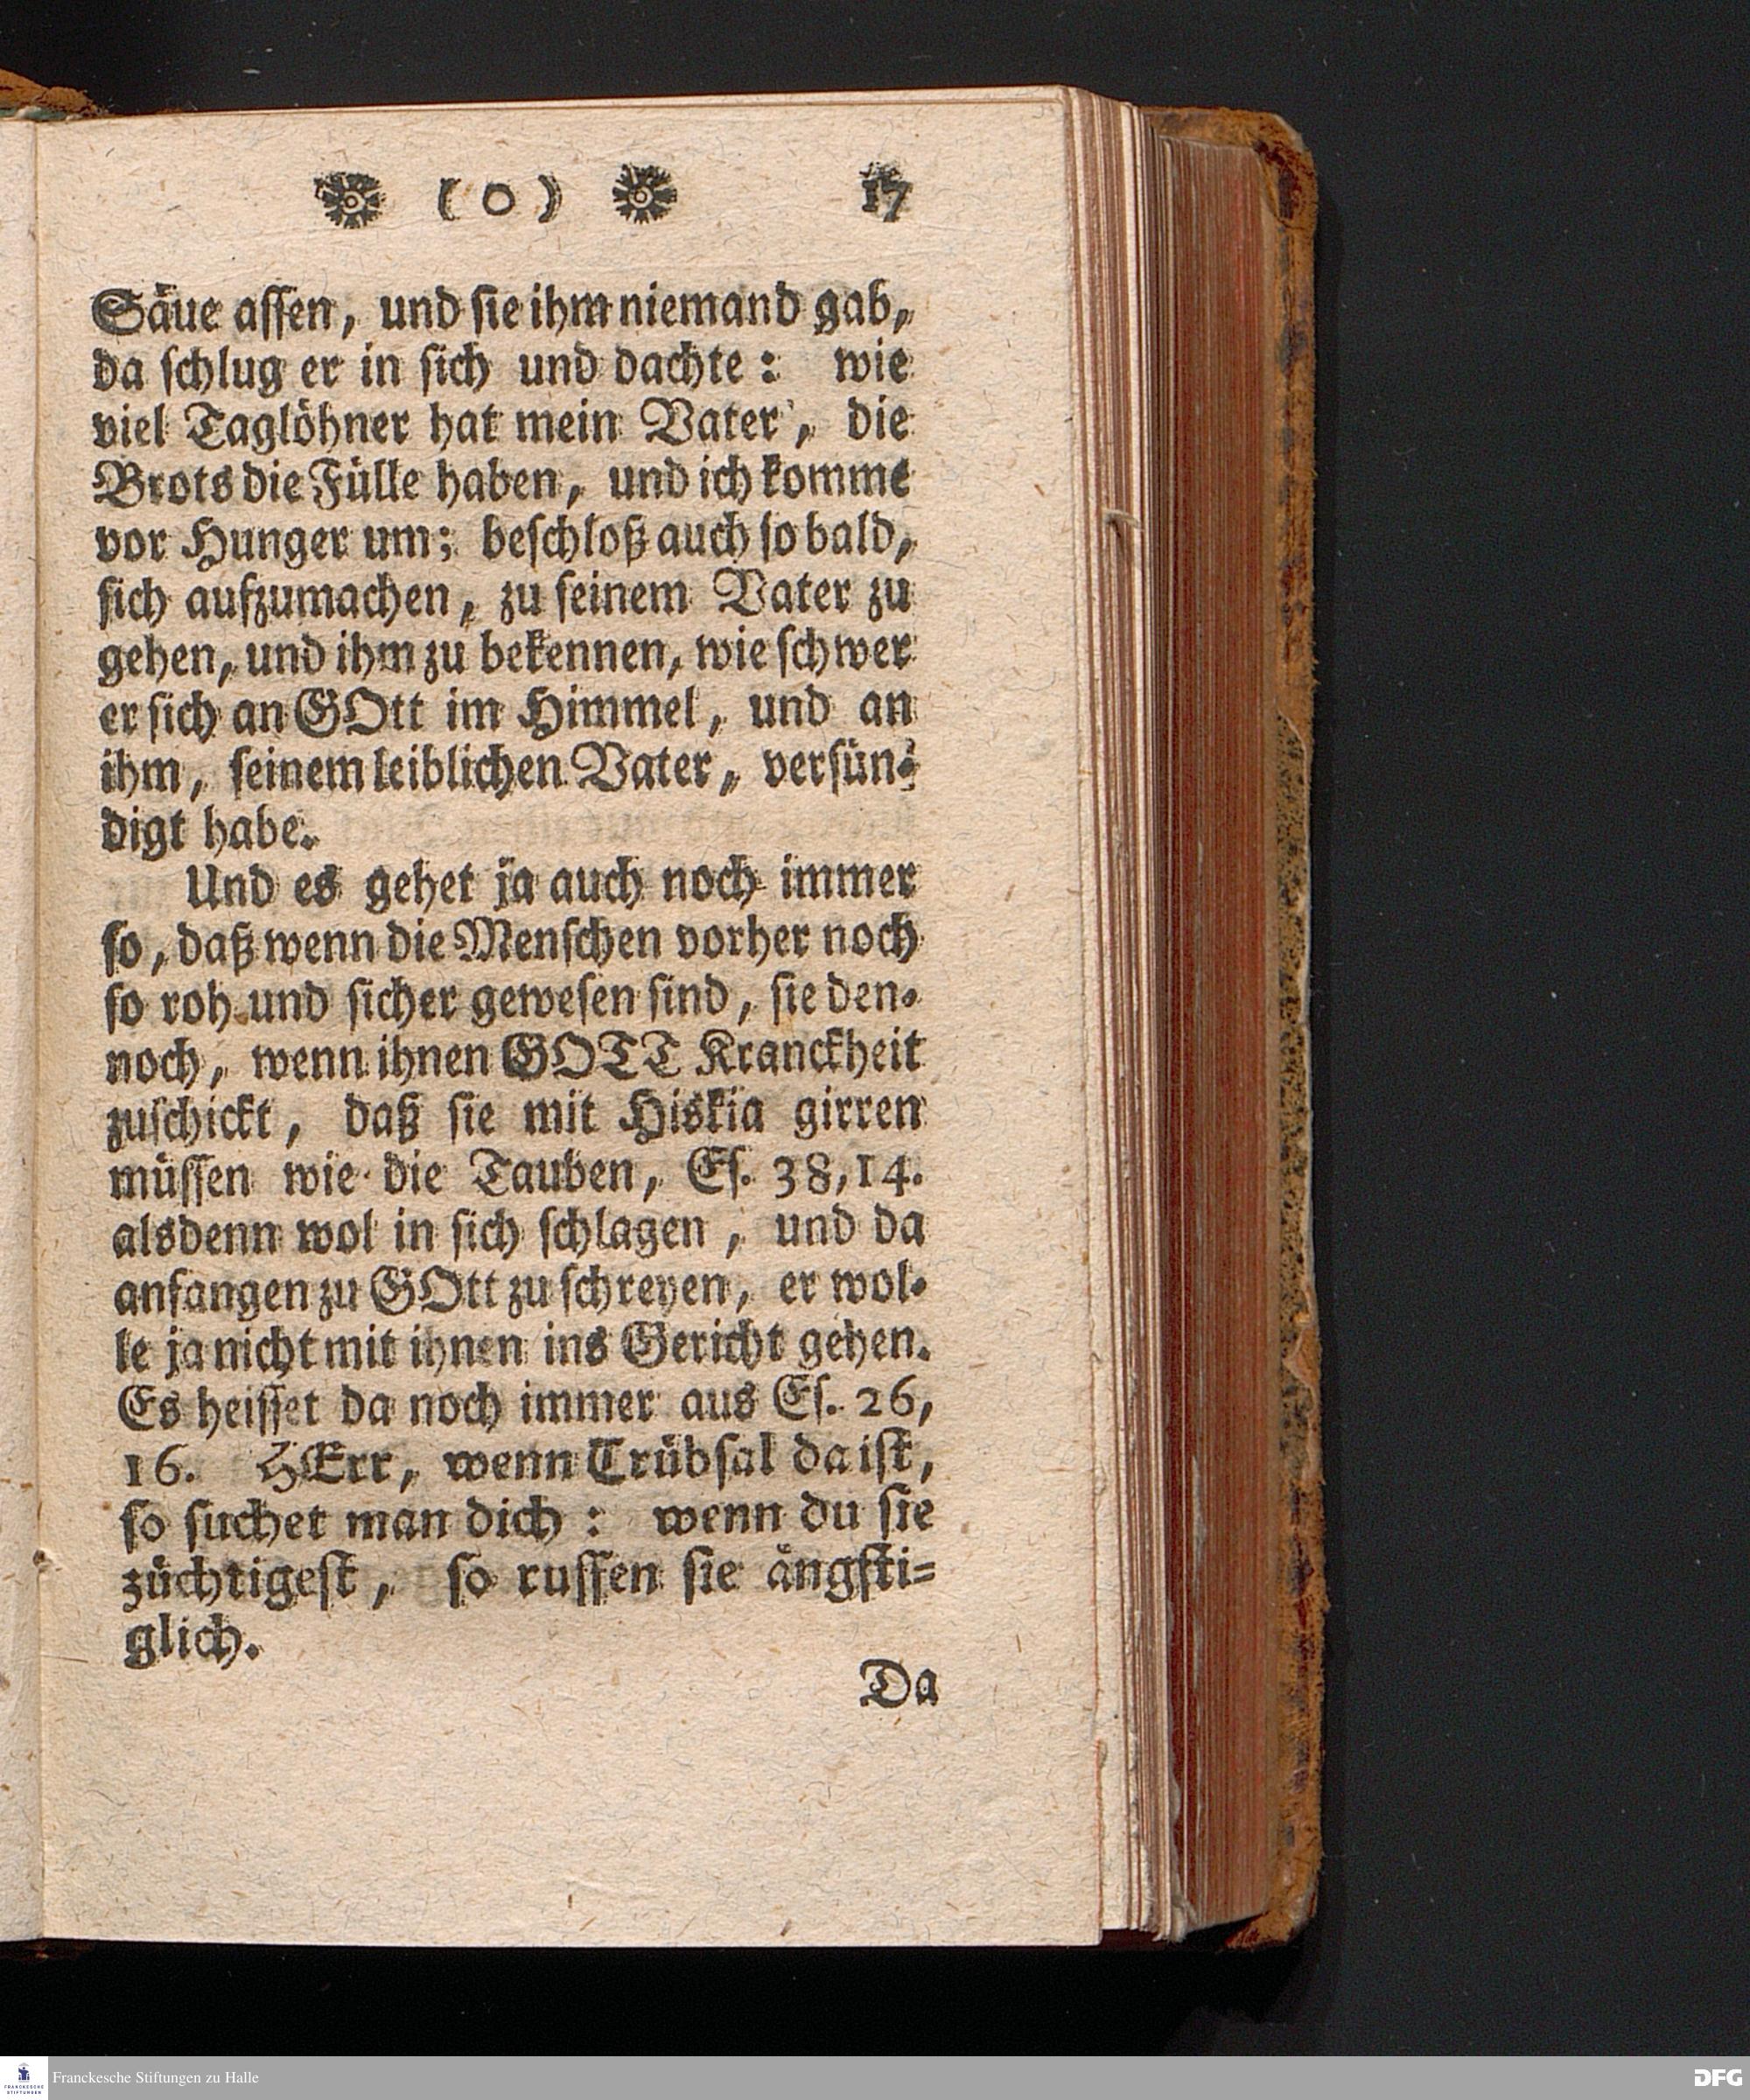 ( 0 ) 17
Säue aſſen, und ſie ihm niemand gab,
da ſchlug er in ſich und dachte: wie
viel Taglöhner hat mein Vater, die
Brots die Fülle haben, und ich komme
vor Hunger um; beſchloß auch ſo bald,
ſich aufzumachen, zu ſeinem Vater zu
gehen, und ihm zu bekennen, wie ſchwer
er ſich an GOtt im Himmel, und an
ihm, ſeinem leiblichen Vater, verſün-
digt habe.
Und es gehet ja auch noch immer
ſo, daß wenn die Menſchen vorher noch
ſo roh und ſicher geweſen ſind, ſie den-
noch, wenn ihnen GOTT Kranckheit
zuſchickt, daß ſie mit Hiskia girren
müſſen wie die Tauben, Eſ. 38,14.
alsdenn wol in ſich ſchlagen, und da
anfangen zu GOtt zu ſchreyen, er wol-
le ja nicht mit ihnen ins Gericht gehen.
Es heiſſet da noch immer aus Eſ. 26,
16. HErr, wenn Trübſal da iſt,
ſo ſuchet man dich: wenn du ſie
züchtigeſt, ſo ruffen ſie ängſti-
glich.
Da
FRANCKESCHE
STIFTUNGEN
Franckesche Stiftungen zu Halle
DFG